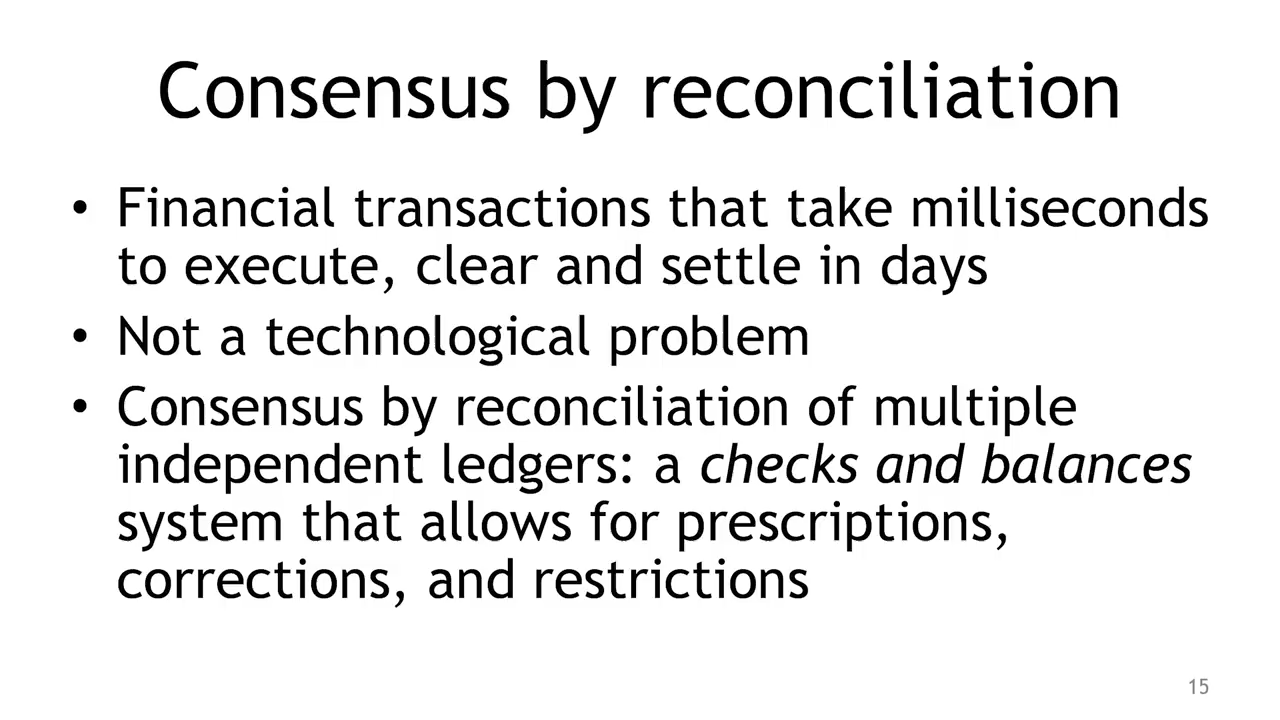 Consensus by reconciliation
• Financial transactions that take milliseconds
to execute, clear and settle in days
• Not a technological problem
• Consensus by reconciliation of multiple
independent ledgers: a checks and balances
system that allows for prescriptions,
corrections, and restrictions
15